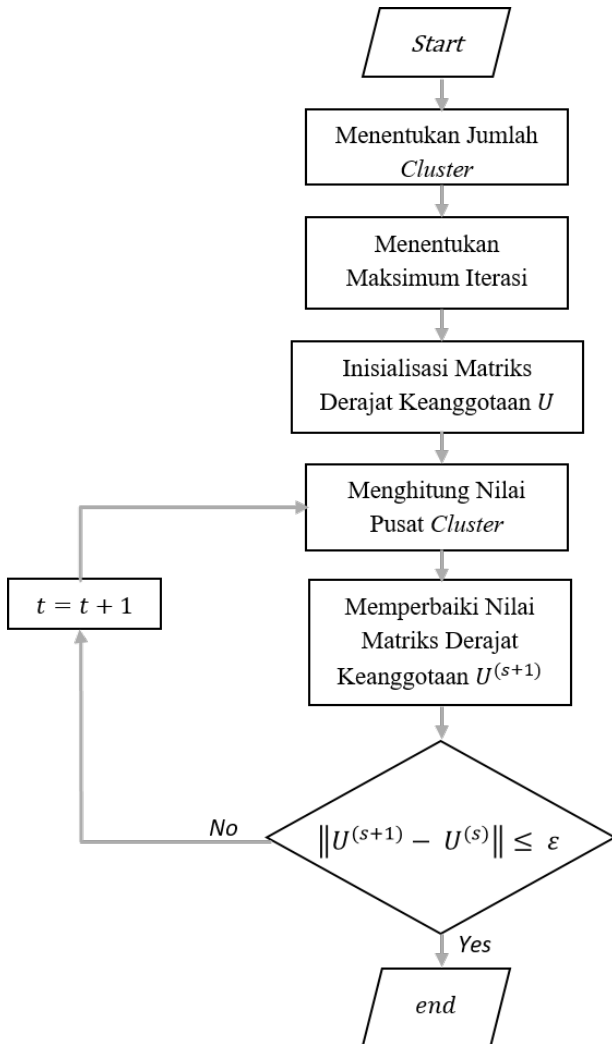 Start
Menentukan Jumlah
Cluster
Menentukan
Maksimum Iterasi
Inisialisasi Matriks
Derajat Keanggotaan U
Menghitung Nilai
Pusat Cluster
t = t + 1
Memperbaiki Nilai
Matriks Derajat
Keanggotaan U^(s+1)
No
‖U^(s+1) − U^(s)‖ ≤ ε
Yes
end